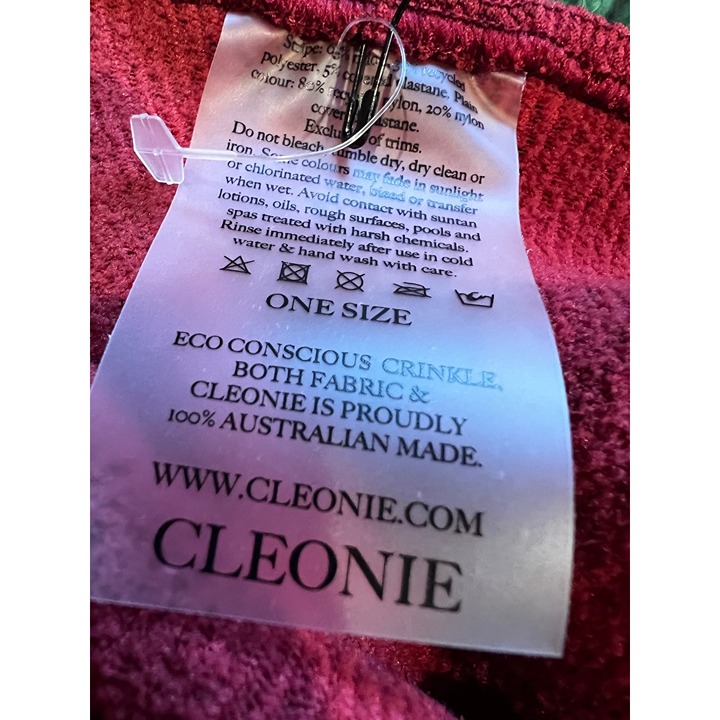 Stripe:
polyester. 5% elastane. Plain
colour: 80% nylon, 20% nylon
Excluding of trims.
Do not bleach, tumble dry, dry clean or
iron. Some colours may fade in sunlight
or chlorinated water, bleed or transfer
when wet. Avoid contact with suntan
lotions, oils, rough surfaces, pools and
spas treated with harsh chemicals.
Rinse immediately after use in cold
water & hand wash with care.
ONE SIZE
ECO CONSCIOUS CRINKLE.
BOTH FABRIC &
CLEONIE IS PROUDLY
100% AUSTRALIAN MADE.
WWW.CLEONIE.COM
CLEONIE